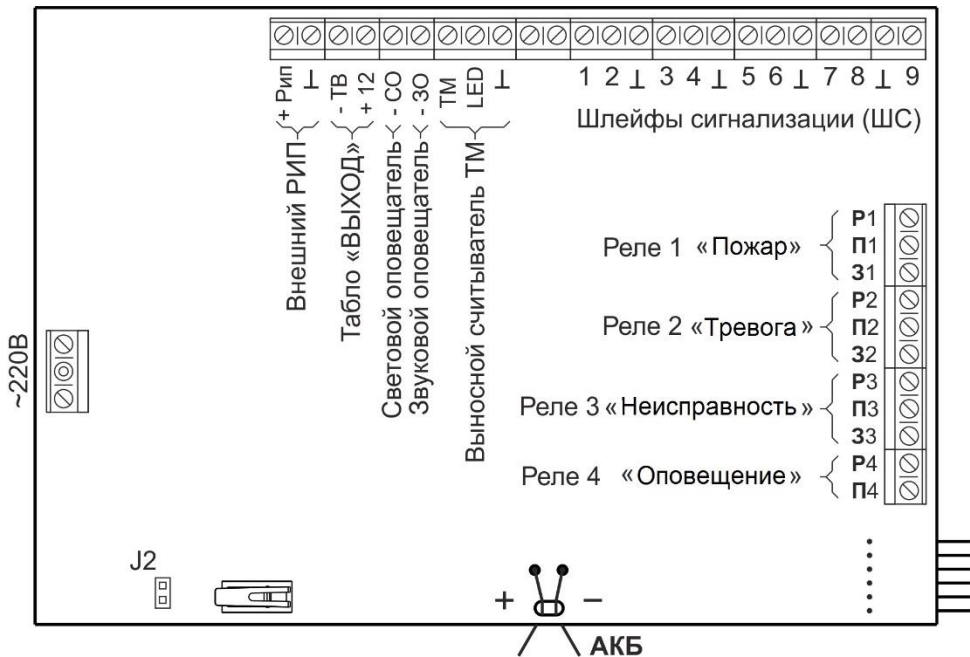 + Рип
⊥
- ТВ
+ 12
- СО
- ЗО
ТМ
LED
⊥
1 2 ⊥ 3 4 ⊥ 5 6 ⊥ 7 8 ⊥ 9
Шлейфы сигнализации (ШС)
Внешний РИП
Табло «ВЫХОД»
Световой оповещатель
Звуковой оповещатель
Выносной считыватель ТМ
~220В
Реле 1 «Пожар»
Р1
П1
З1
Реле 2 «Тревога»
Р2
П2
З2
Реле 3 «Неисправность»
Р3
П3
З3
Реле 4 «Оповещение»
Р4
П4
J2
+ −
АКБ